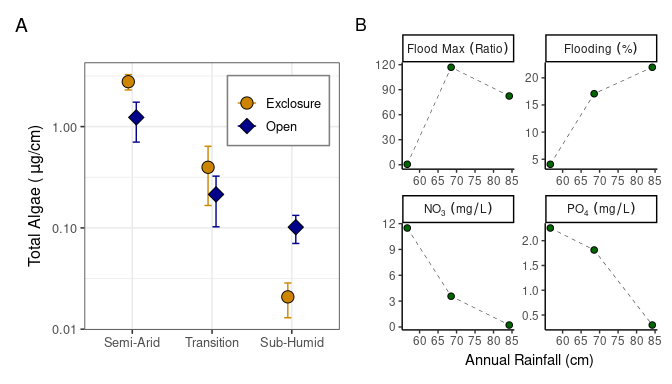 A
Total Algae ( µg/cm)
1.00
0.10
0.01
Exclosure
Open
Semi-Arid Transition Sub-Humid
B
Flood Max (Ratio)
120
90
60
30
0
60 65 70 75 80 85
Flooding (%)
20
15
10
5
60 65 70 75 80 85
NO₃ (mg/L)
12
9
6
3
0
60 65 70 75 80 85
PO₄ (mg/L)
2.0
1.5
1.0
0.5
60 65 70 75 80 85
Annual Rainfall (cm)